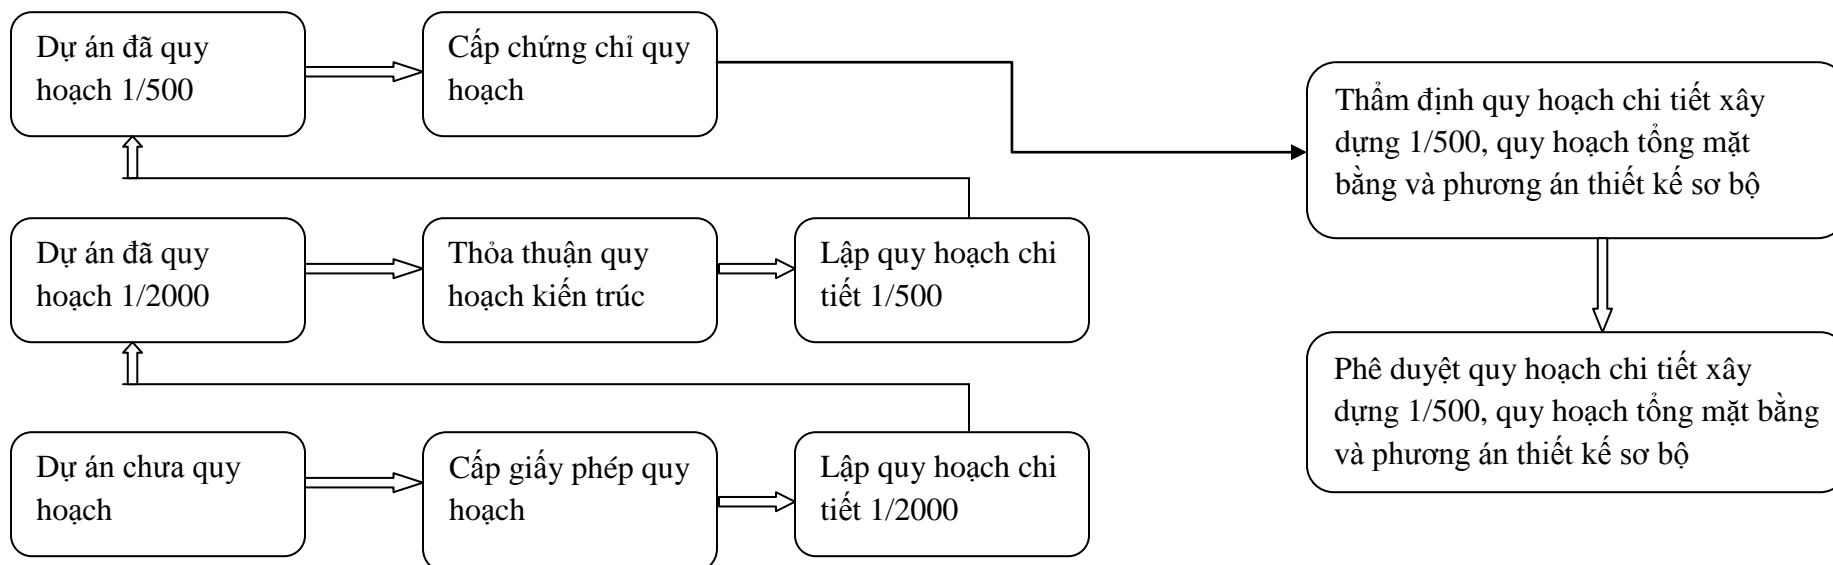 Dự án đã quy
hoạch 1/500
Cấp chứng chỉ quy
hoạch
Thẩm định quy hoạch chi tiết xây
dựng 1/500, quy hoạch tổng mặt
bằng và phương án thiết kế sơ bộ
Dự án đã quy
hoạch 1/2000
Thỏa thuận quy
hoạch kiến trúc
Lập quy hoạch chi
tiết 1/500
Phê duyệt quy hoạch chi tiết xây
dựng 1/500, quy hoạch tổng mặt bằng
và phương án thiết kế sơ bộ
Dự án chưa quy
hoạch
Cấp giấy phép quy
hoạch
Lập quy hoạch chi
tiết 1/2000